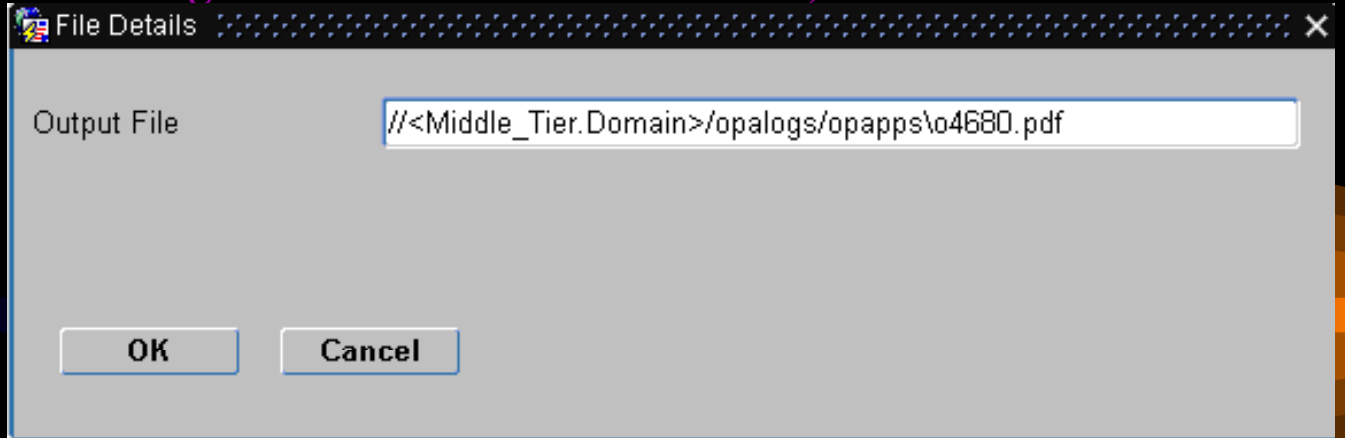 File Details
Output File
//<Middle_Tier.Domain>/opalogs/opapps\o4680.pdf
OK
Cancel